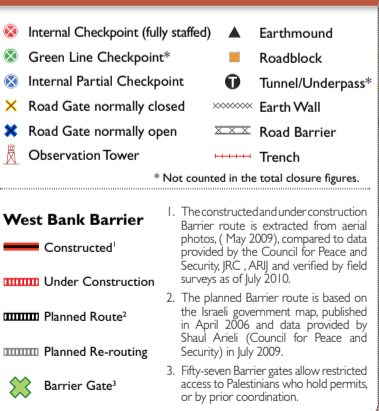 Internal Checkpoint (fully staffed)
Green Line Checkpoint*
Internal Partial Checkpoint
Road Gate normally closed
Road Gate normally open
Observation Tower
Earthmound
Roadblock
T Tunnel/Underpass*
Earth Wall
Road Barrier
Trench
* Not counted in the total closure figures.
West Bank Barrier
Constructed¹
Under Construction
Planned Route²
Planned Re-routing
Barrier Gate³
1. The constructed and under construction
Barrier route is extracted from aerial
photos, ( May 2009), compared to data
provided by the Council for Peace and
Security, JRC , ARIJ and verified by field
surveys as of July 2010.
2. The planned Barrier route is based on
the Israeli government map, published
in April 2006 and data provided by
Shaul Arieli (Council for Peace and
Security) in July 2009.
3. Fifty-seven Barrier gates allow restricted
access to Palestinians who hold permits,
or by prior coordination.